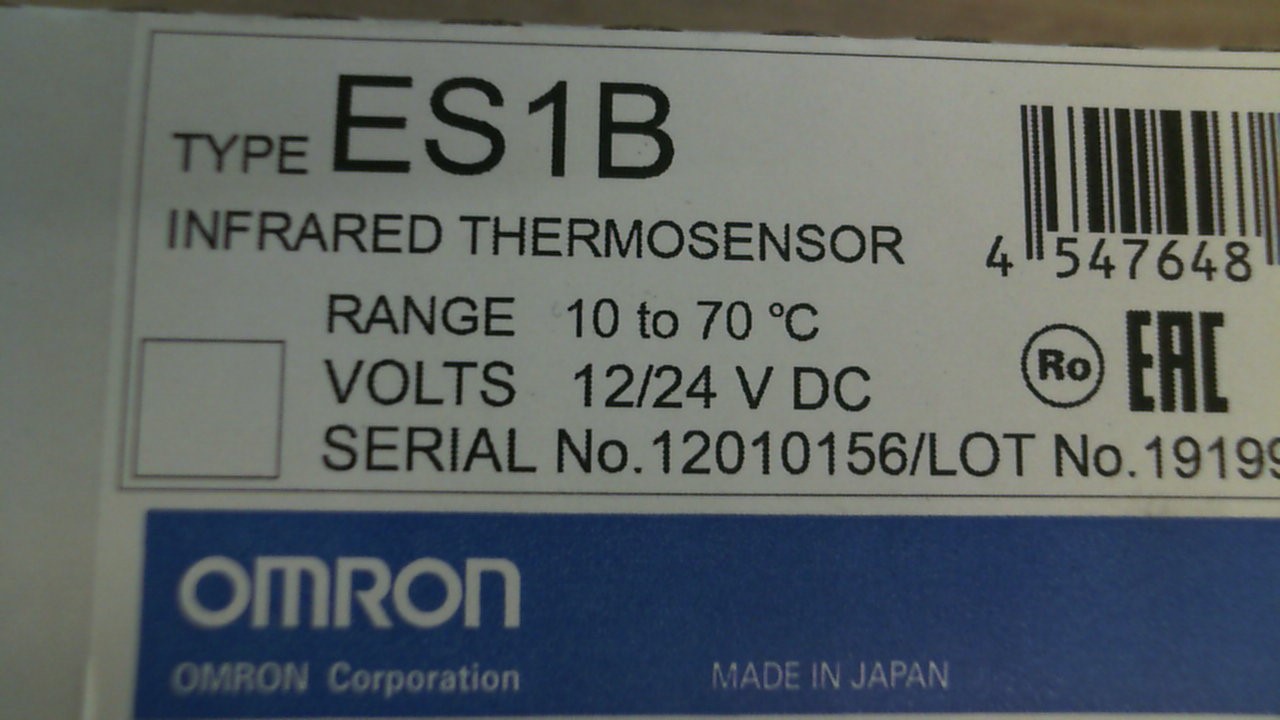 TYPE ES1B
INFRARED THERMOSENSOR
RANGE 10 to 70 °C
VOLTS 12/24 V DC
SERIAL No.12010156/LOT No.19199
4 547648
Ro
EAC
OMRON
OMRON Corporation
MADE IN JAPAN